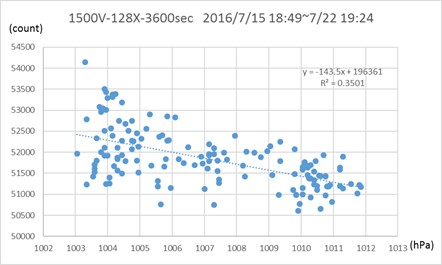 1500V-128X-3600sec 2016/7/15 18:49~7/22 19:24
(count)
54500
54000
53500
53000
52500
52000
51500
51000
50500
50000
y = -143.5x + 196361
R² = 0.3501
1002 1003 1004 1005 1006 1007 1008 1009 1010 1011 1012 1013
(hPa)